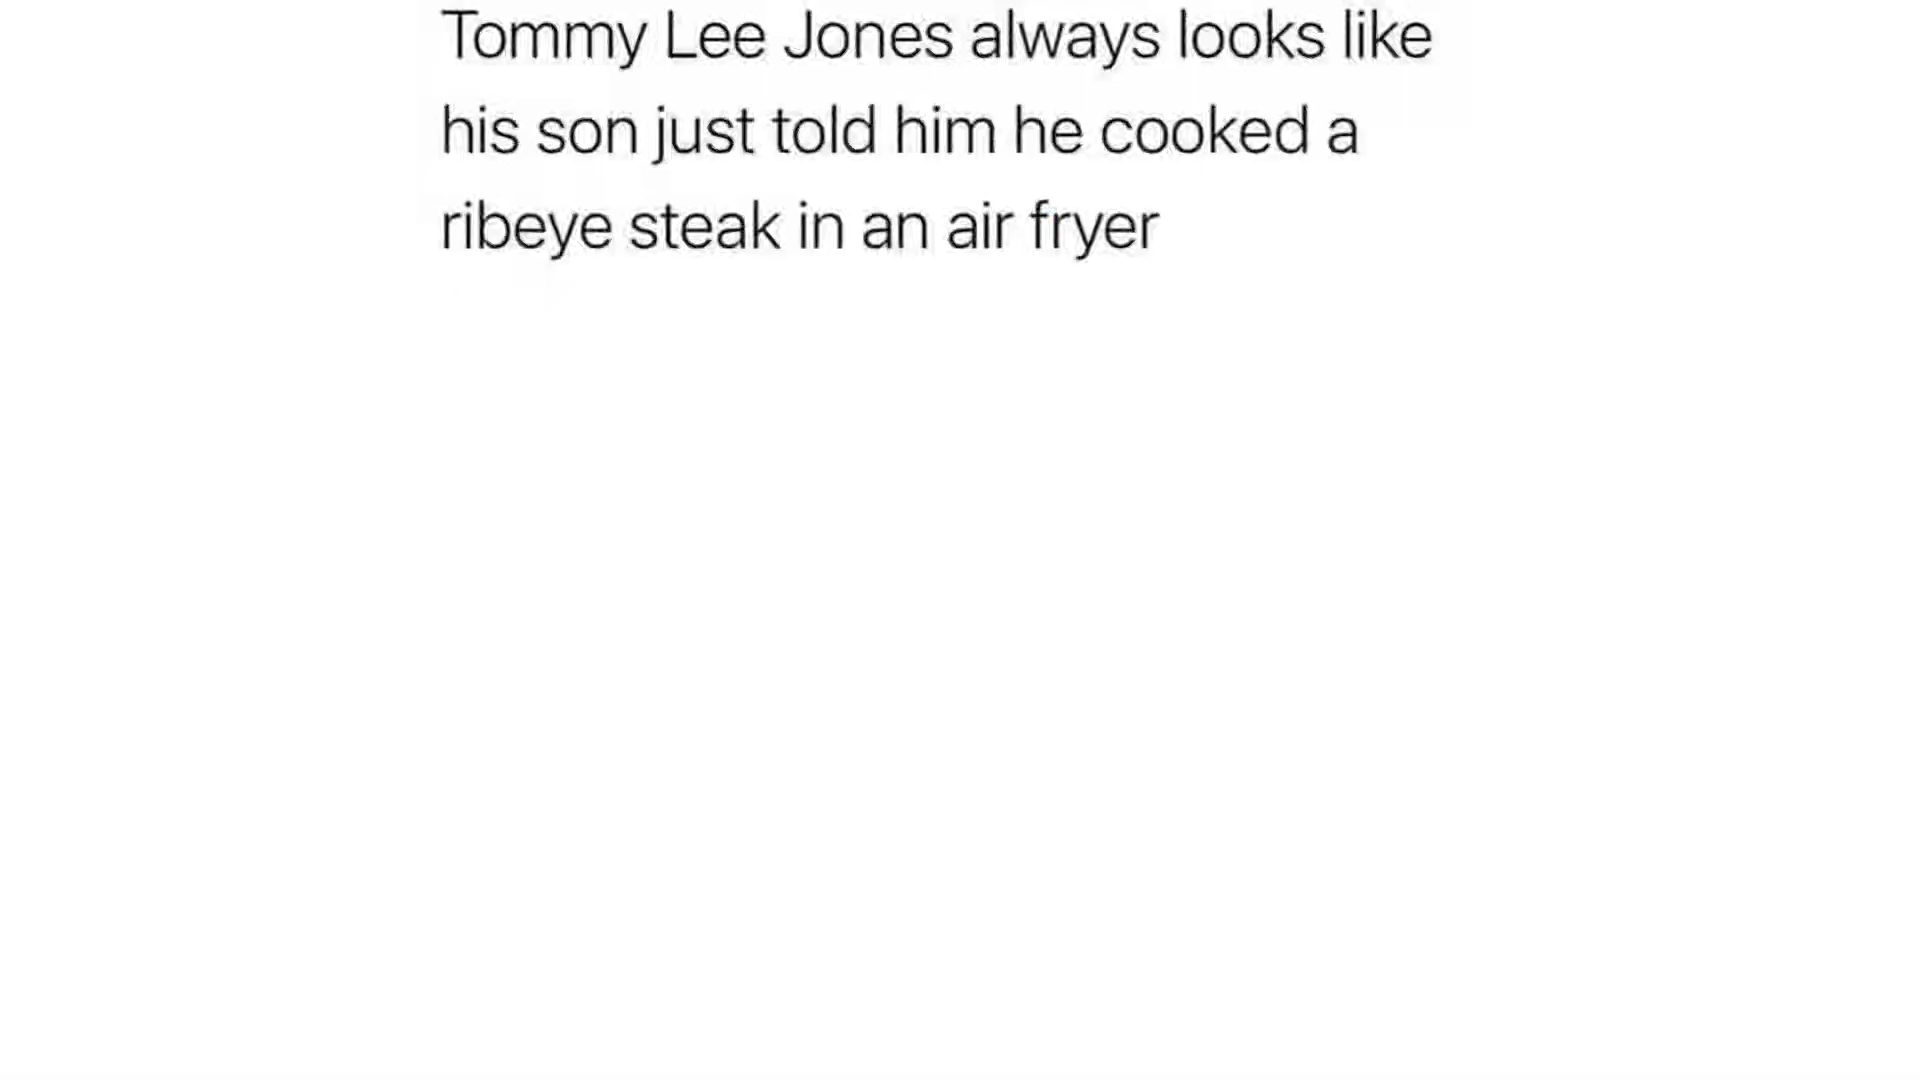 Tommy Lee Jones always looks like
his son just told him he cooked a
ribeye steak in an air fryer